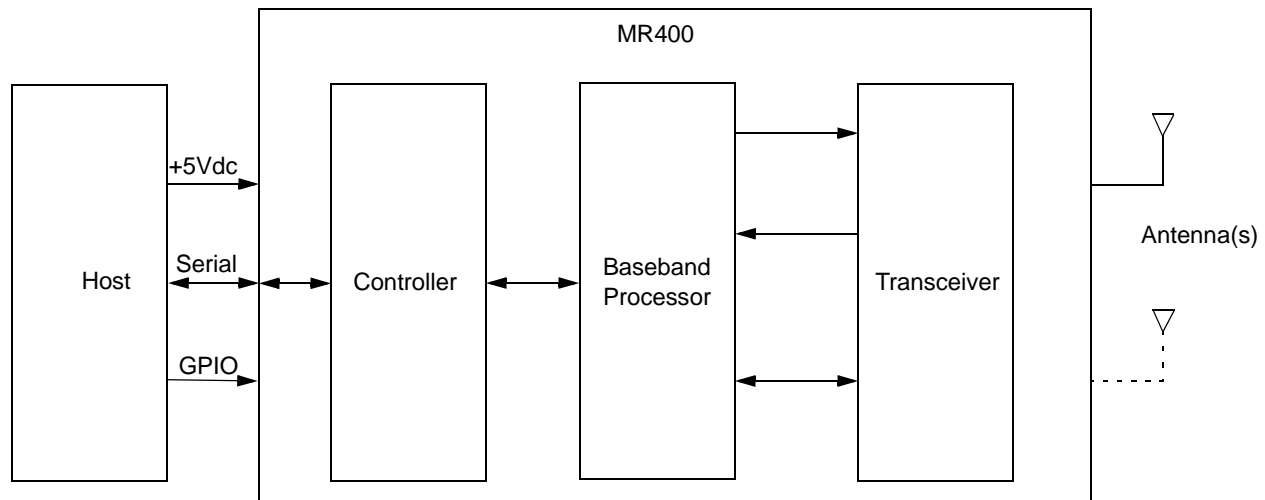 MR400
+5Vdc
Serial
GPIO
Host
Controller
Baseband
Processor
Transceiver
Antenna(s)